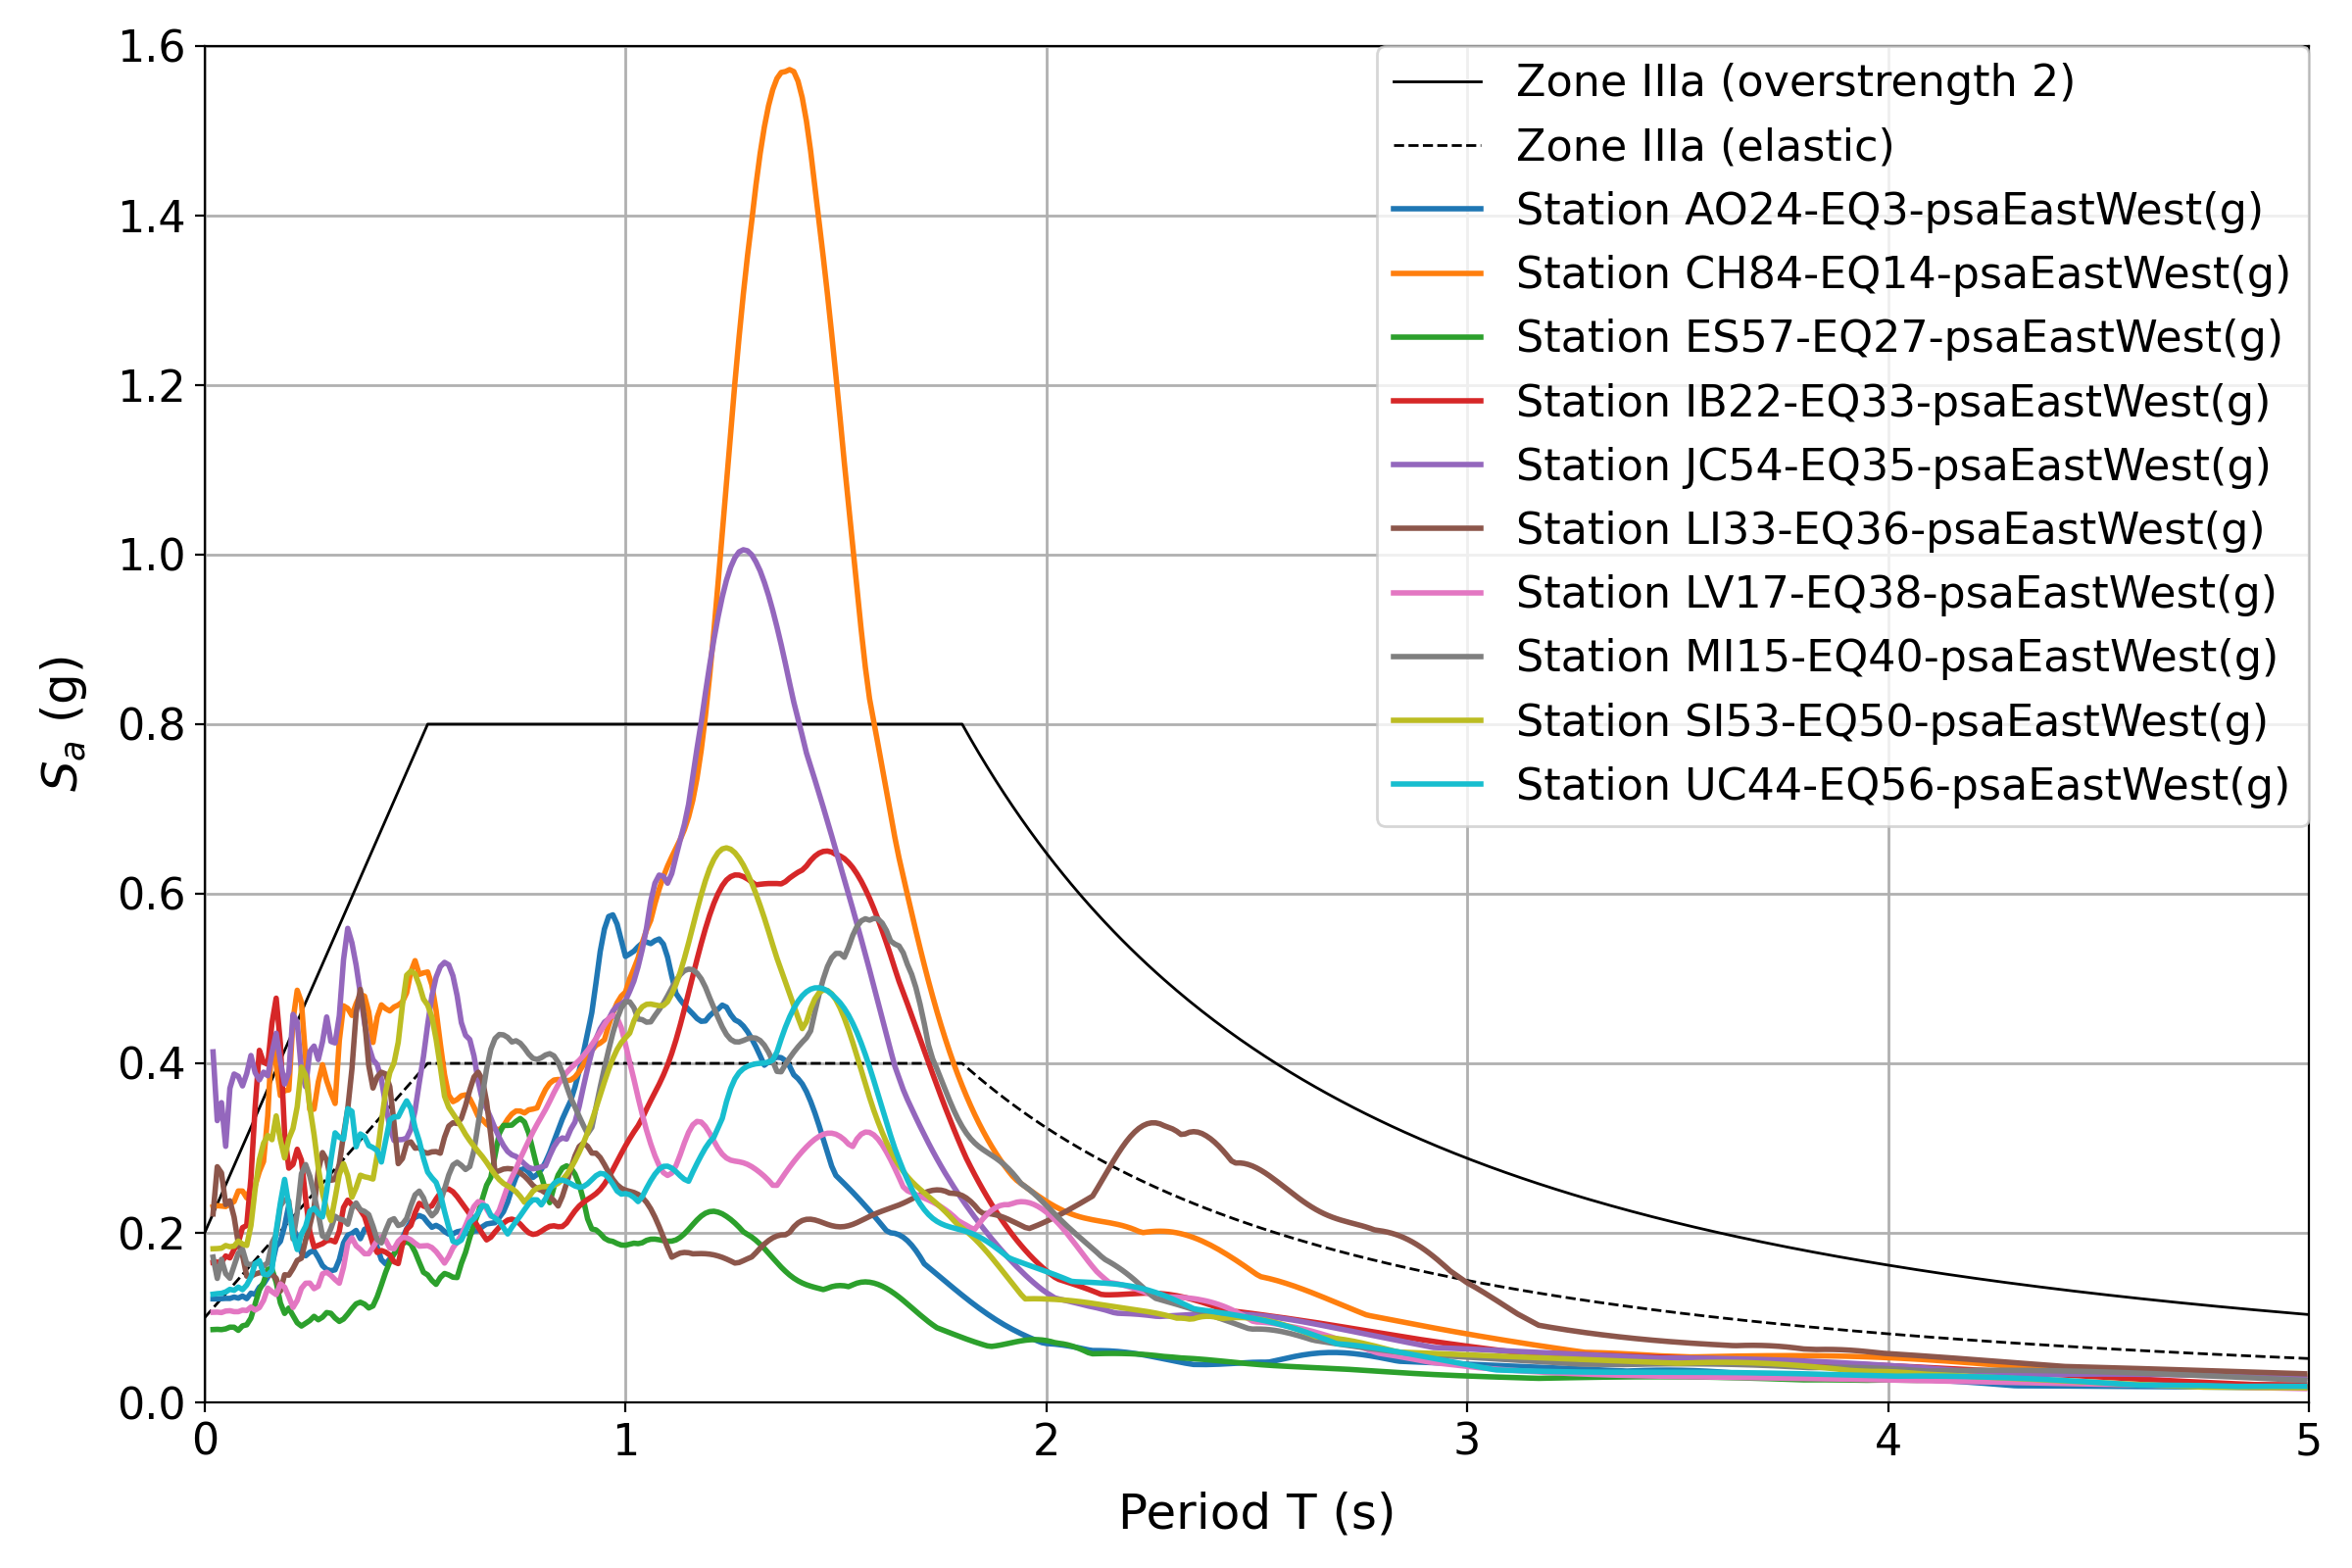 1.6
1.4
1.2
1.0
0.8
0.6
0.4
0.2
0.0
Sa (g)
0 1 2 3 4 5
Period T (s)
Zone IIIa (overstrength 2)
Zone IIIa (elastic)
Station AO24-EQ3-psaEastWest(g)
Station CH84-EQ14-psaEastWest(g)
Station ES57-EQ27-psaEastWest(g)
Station IB22-EQ33-psaEastWest(g)
Station JC54-EQ35-psaEastWest(g)
Station LI33-EQ36-psaEastWest(g)
Station LV17-EQ38-psaEastWest(g)
Station MI15-EQ40-psaEastWest(g)
Station SI53-EQ50-psaEastWest(g)
Station UC44-EQ56-psaEastWest(g)